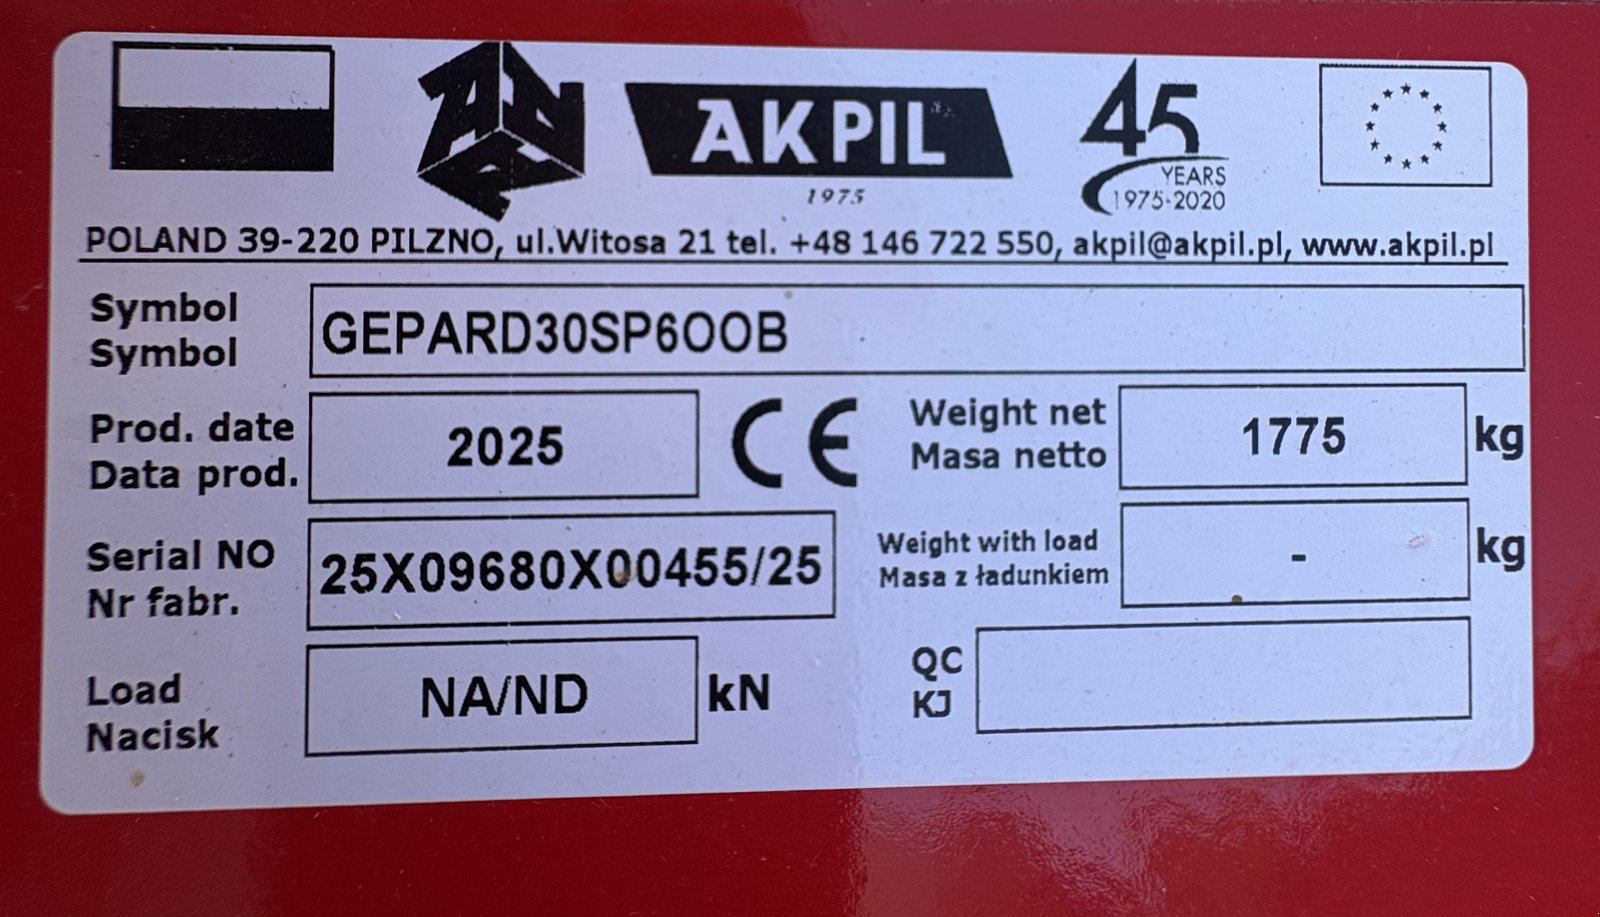 AKPIL
1975
45
YEARS
1975-2020
POLAND 39-220 PILZNO, ul.Witosa 21 tel. +48 146 722 550, akpil@akpil.pl, www.akpil.pl
Symbol
Symbol
GEPARD30SP6OOB
Prod. date
Data prod.
2025
CE
Weight net
Masa netto
1775
kg
Serial NO
Nr fabr.
25X09680X00455/25
Weight with load
Masa z ładunkiem
-
kg
Load
Nacisk
NA/ND
kN
QC
KJ